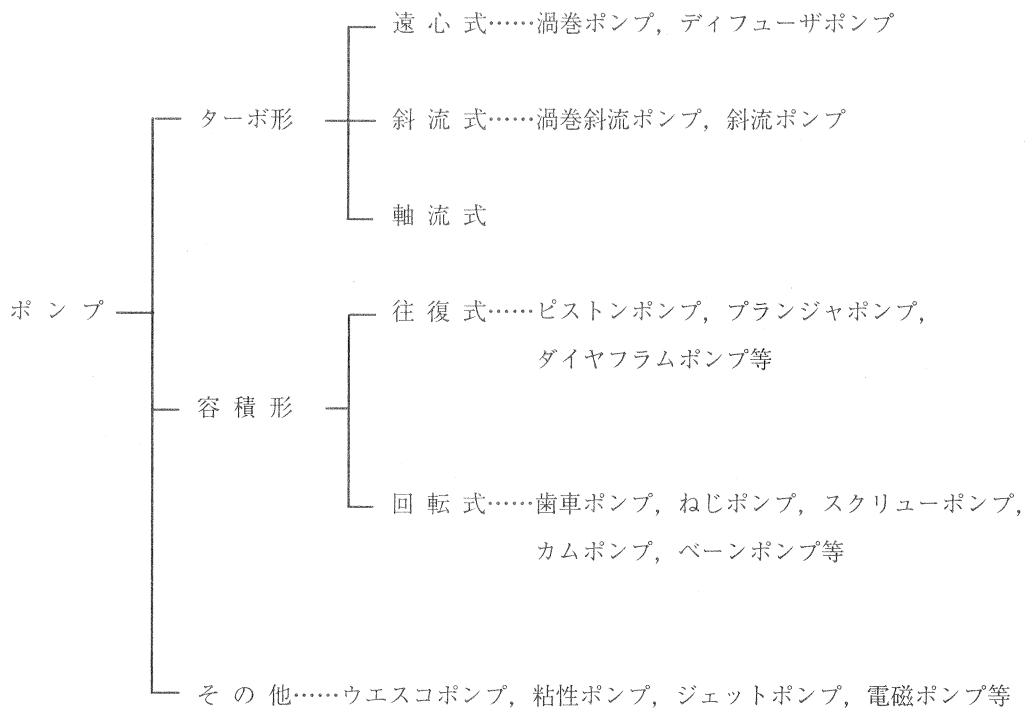 遠心式……渦巻ポンプ，ディフューザポンプ
ターボ形
斜流式……渦巻斜流ポンプ，斜流ポンプ
軸流式
ポンプ
往復式……ピストンポンプ，プランジャポンプ，
ダイヤフラムポンプ等
容積形
回転式……歯車ポンプ，ねじポンプ，スクリューポンプ，
カムポンプ，ベーンポンプ等
その他……ウエスコポンプ，粘性ポンプ，ジェットポンプ，電磁ポンプ等